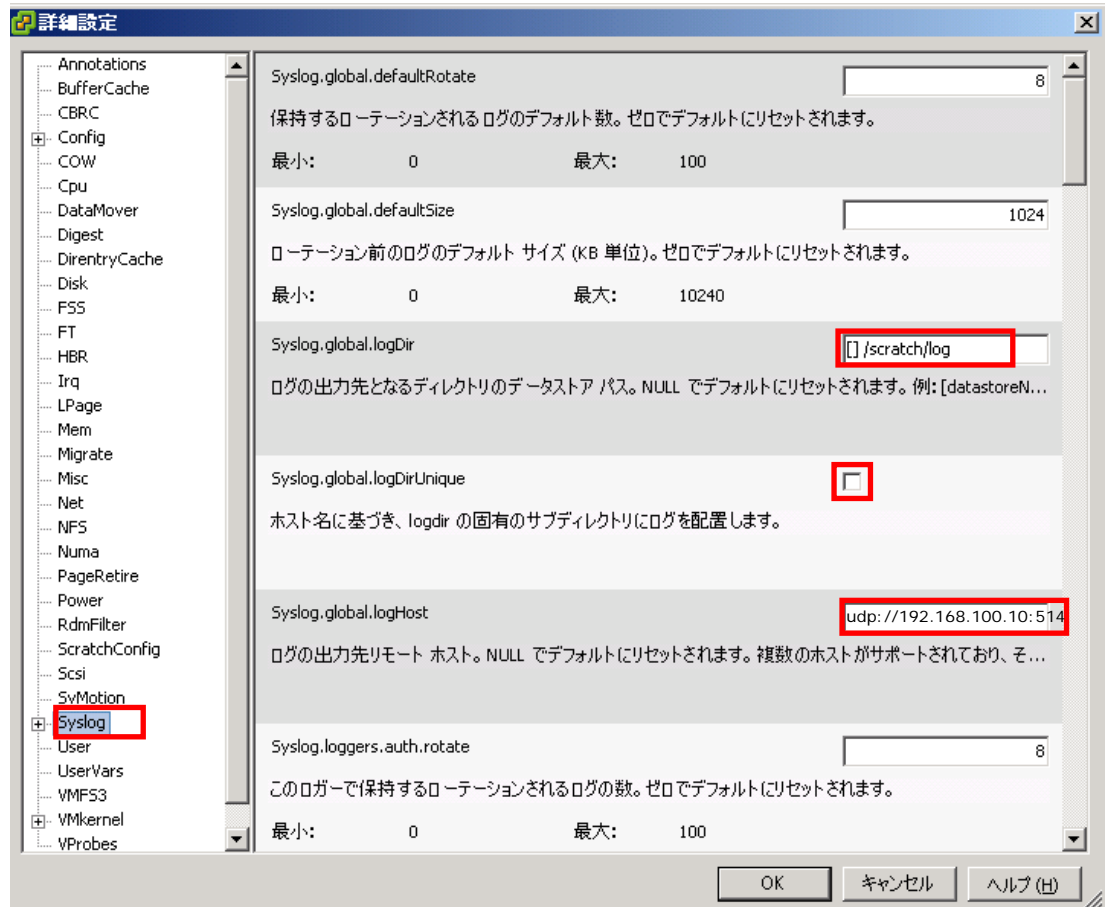 詳細設定
Annotations
BufferCache
CBRC
Config
COW
Cpu
DataMover
Digest
DirentryCache
Disk
FSS
FT
HBR
Irq
LPage
Mem
Migrate
Misc
Net
NFS
Numa
PageRetire
Power
RdmFilter
ScratchConfig
Scsi
SvMotion
Syslog
User
UserVars
VMFS3
VMkernel
VProbes
Syslog.global.defaultRotate 8
保持するローテーションされるログのデフォルト数。ゼロでデフォルトにリセットされます。
最小: 0 最大: 100
Syslog.global.defaultSize 1024
ローテーション前のログのデフォルト サイズ (KB 単位)。ゼロでデフォルトにリセットされます。
最小: 0 最大: 10240
Syslog.global.logDir [] /scratch/log
ログの出力先となるディレクトリのデータストア パス。NULL でデフォルトにリセットされます。例: [datastoreN...
Syslog.global.logDirUnique
ホスト名に基づき、logdir の固有のサブディレクトリにログを配置します。
Syslog.global.logHost udp://192.168.100.10:514
ログの出力先リモート ホスト。NULL でデフォルトにリセットされます。複数のホストがサポートされており、そ...
Syslog.loggers.auth.rotate 8
このロガーで保持するローテーションされるログの数。ゼロでデフォルトにリセットされます。
最小: 0 最大: 100
OK キャンセル ヘルプ (H)